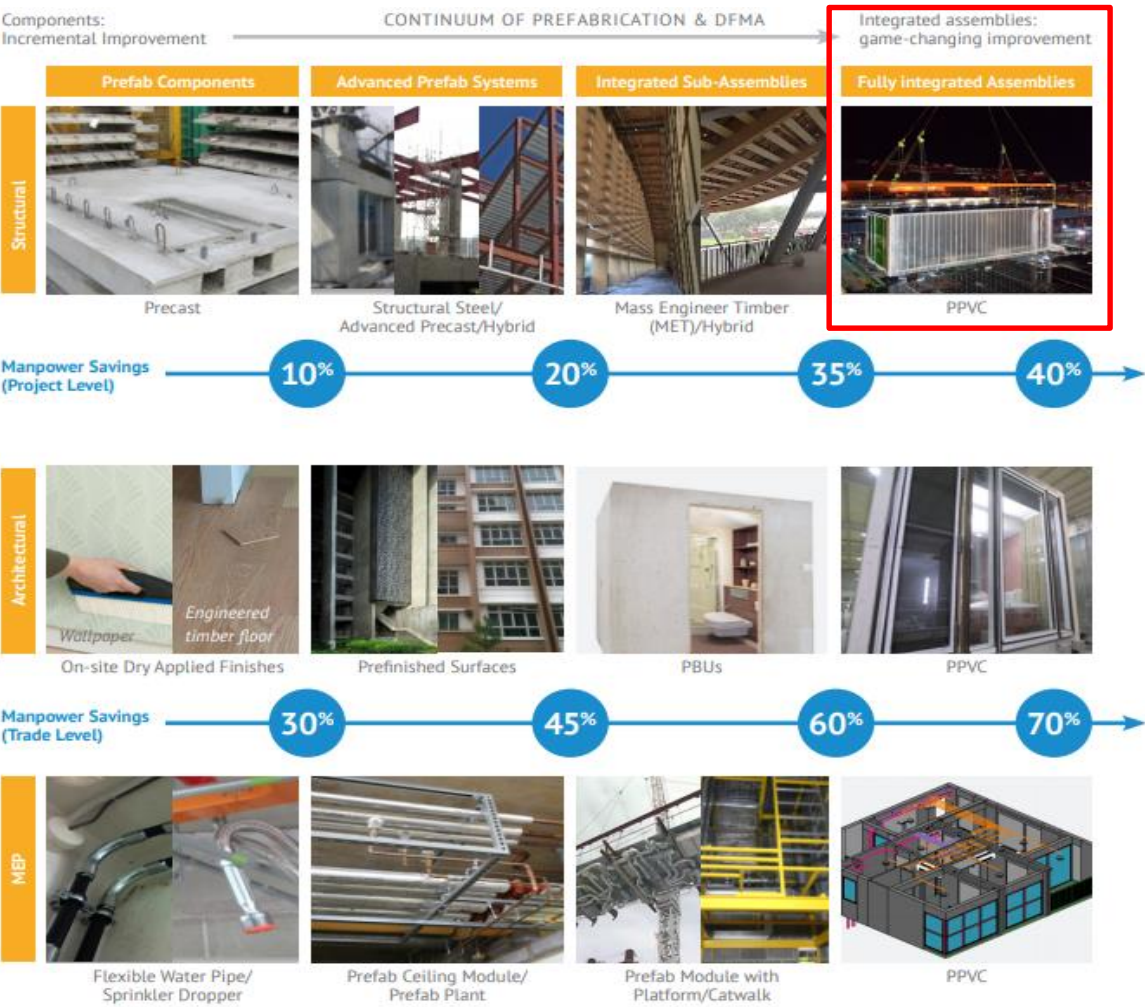 Components:
Incremental Improvement
CONTINUUM OF PREFABRICATION & DFMA
Integrated assemblies:
game-changing improvement
Prefab Components
Advanced Prefab Systems
Integrated Sub-Assemblies
Fully integrated Assemblies
Structural
Precast
Structural Steel/
Advanced Precast/Hybrid
Mass Engineer Timber
(MET)/Hybrid
PPVC
Manpower Savings
(Project Level)
10%
20%
35%
40%
Architectural
Wallpaper
Engineered
timber floor
On-site Dry Applied Finishes
Prefinished Surfaces
PBUs
PPVC
Manpower Savings
(Trade Level)
30%
45%
60%
70%
MEP
Flexible Water Pipe/
Sprinkler Dropper
Prefab Ceiling Module/
Prefab Plant
Prefab Module with
Platform/Catwalk
PPVC